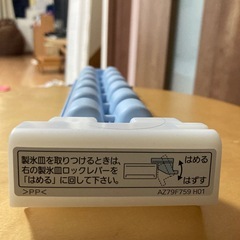 製氷皿を取りつけるときは、
右の製氷皿ロックレバーを
「はめる」に回して下さい。
はめる
はずす
>PP<
AZ79F759 H01